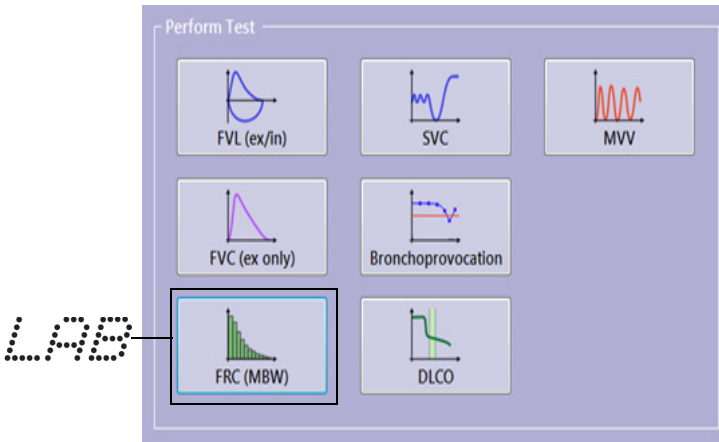 Perform Test
FVL (ex/in)
SVC
MVV
FVC (ex only)
Bronchoprovocation
LAB
FRC (MBW)
DLCO